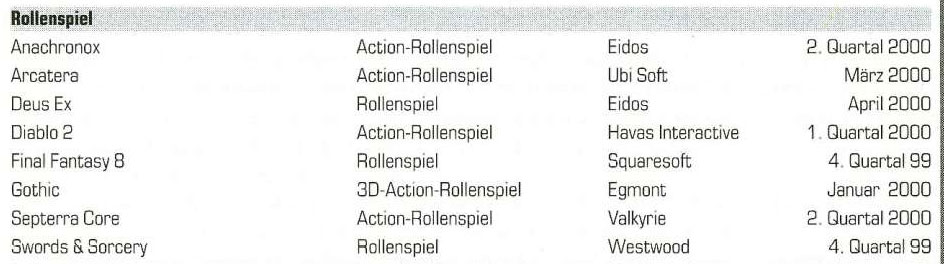 Rollenspiel
Anachronox Action-Rollenspiel Eidos 2. Quartal 2000
Arcatera Action-Rollenspiel Ubi Soft März 2000
Deus Ex Rollenspiel Eidos April 2000
Diablo 2 Action-Rollenspiel Havas Interactive 1. Quartal 2000
Final Fantasy 8 Rollenspiel Squaresoft 4. Quartal 99
Gothic 3D-Action-Rollenspiel Egmont Januar 2000
Septerra Core Action-Rollenspiel Valkyrie 2. Quartal 2000
Swords & Sorcery Rollenspiel Westwood 4. Quartal 99